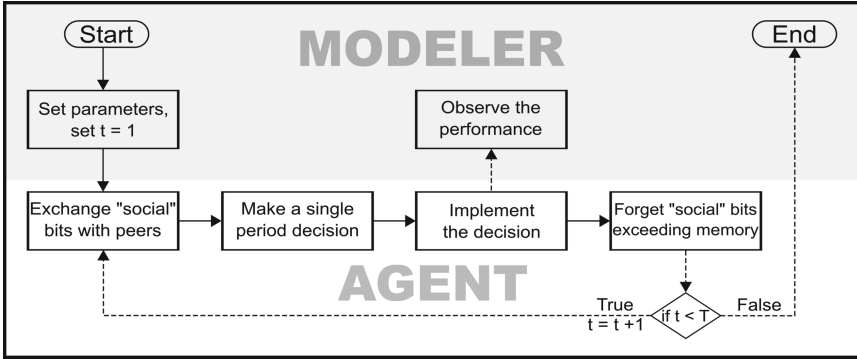 Start
MODELER
End
Set parameters,
set t = 1
Observe the
performance
Exchange "social"
bits with peers
Make a single
period decision
Implement
the decision
Forget "social" bits
exceeding memory
AGENT
True
t = t +1
if t < T
False